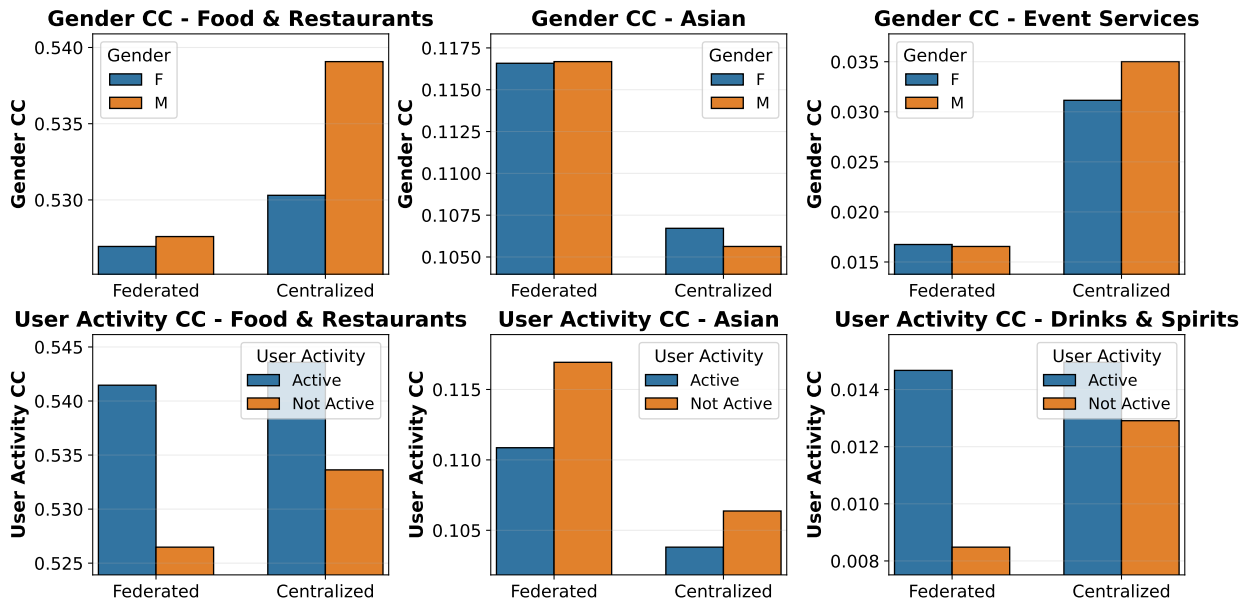 Gender CC - Food & Restaurants
Gender CC
0.540
0.535
0.530
Gender
F
M
Federated
Centralized
Gender CC - Asian
Gender CC
0.1175
0.1150
0.1125
0.1100
0.1075
0.1050
Gender
F
M
Federated
Centralized
Gender CC - Event Services
Gender CC
0.035
0.030
0.025
0.020
0.015
Gender
F
M
Federated
Centralized
User Activity CC - Food & Restaurants
User Activity CC
0.545
0.540
0.535
0.530
0.525
User Activity
Active
Not Active
Federated
Centralized
User Activity CC - Asian
User Activity CC
0.115
0.110
0.105
User Activity
Active
Not Active
Federated
Centralized
User Activity CC - Drinks & Spirits
User Activity CC
0.014
0.012
0.010
0.008
User Activity
Active
Not Active
Federated
Centralized